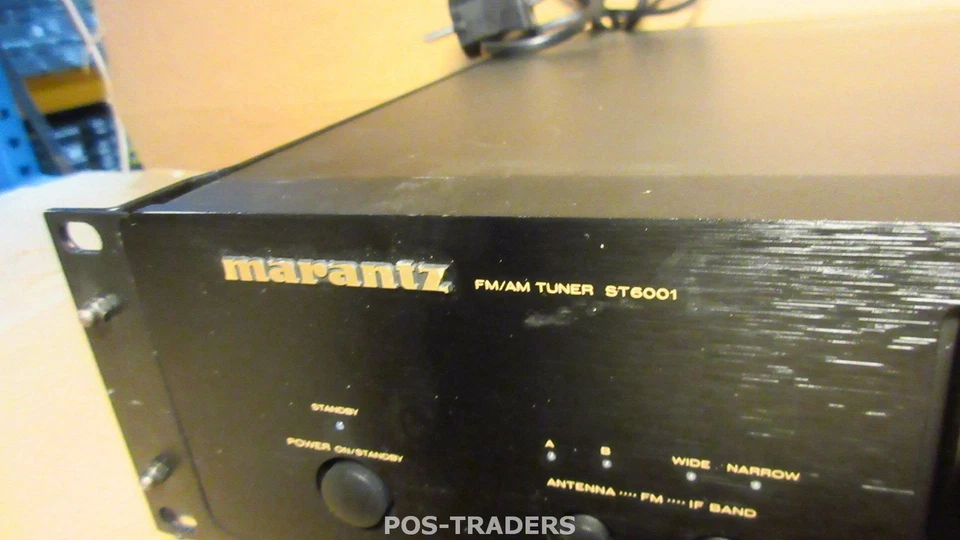 marantz FM/AM TUNER ST6001
STANDBY
POWER ON/STANDBY
A B
WIDE NARROW
ANTENNA •••• FM •••• IF BAND
POS-TRADERS